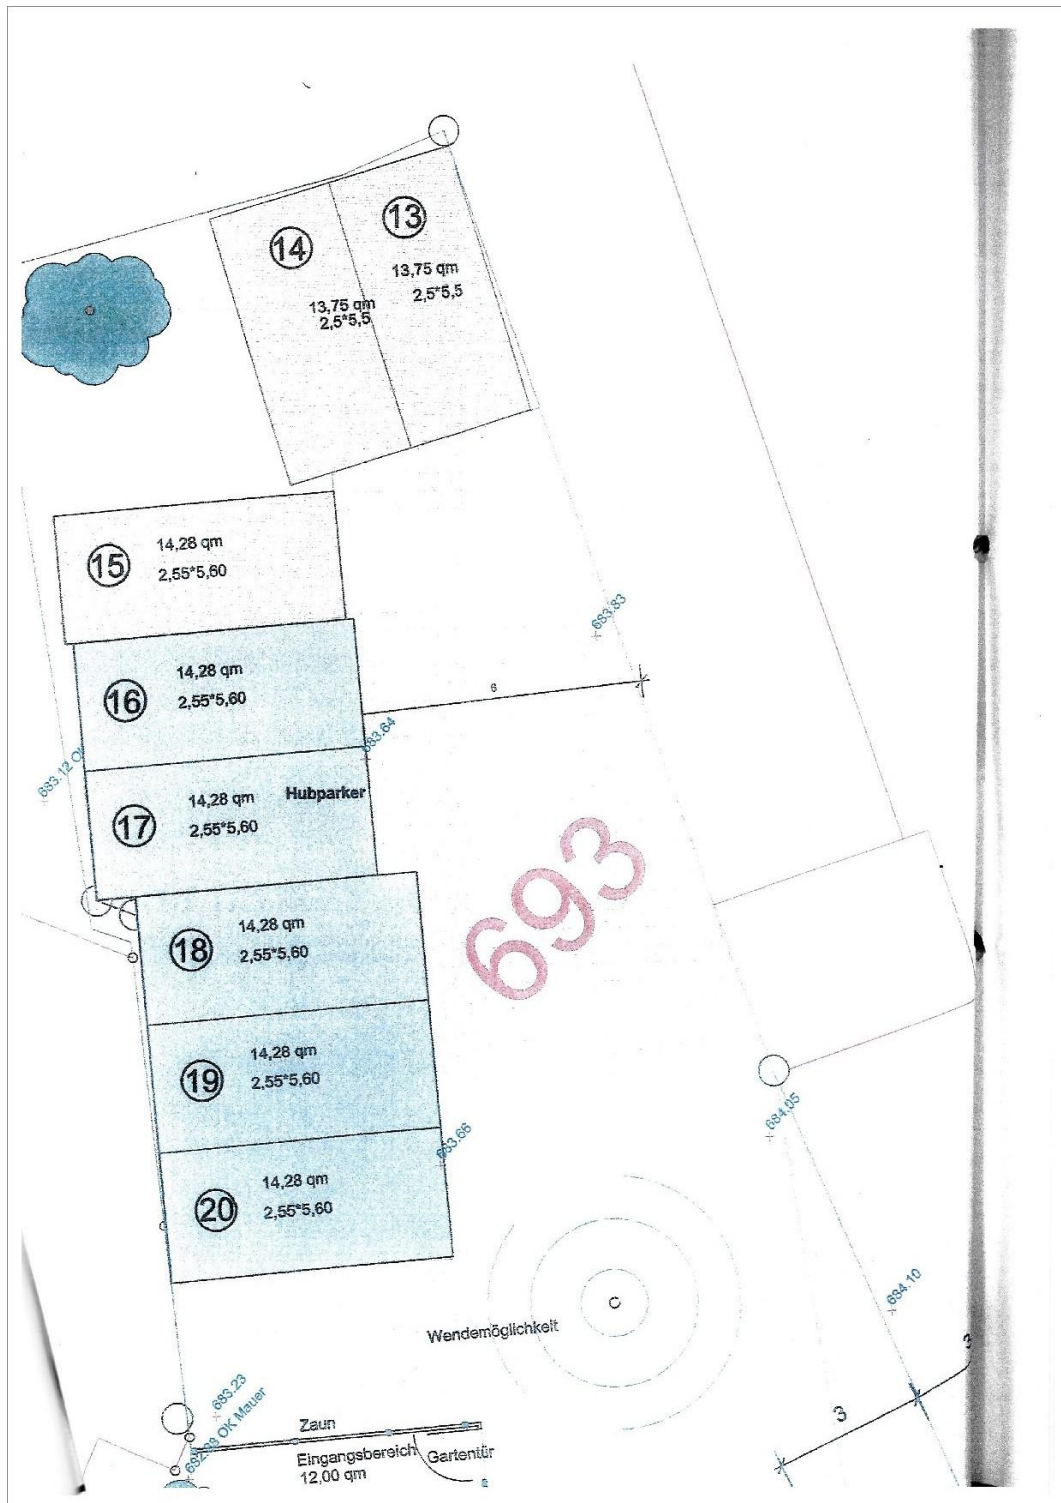 13
13,75 qm
2,5*5,5
14
13,75 qm
2,5*5,5
15
14,28 qm
2,55*5,60
683.83
16
14,28 qm
2,55*5,60
6
683.64
683.12 OK
17
14,28 qm
2,55*5,60
Hubparker
693
18
14,28 qm
2,55*5,60
19
14,28 qm
2,55*5,60
683.66
684.05
20
14,28 qm
2,55*5,60
684.10
Wendemöglichkeit
3
3
683.23
682.98 OK Mauer
Zaun
Eingangsbereich
12,00 qm
Gartentür